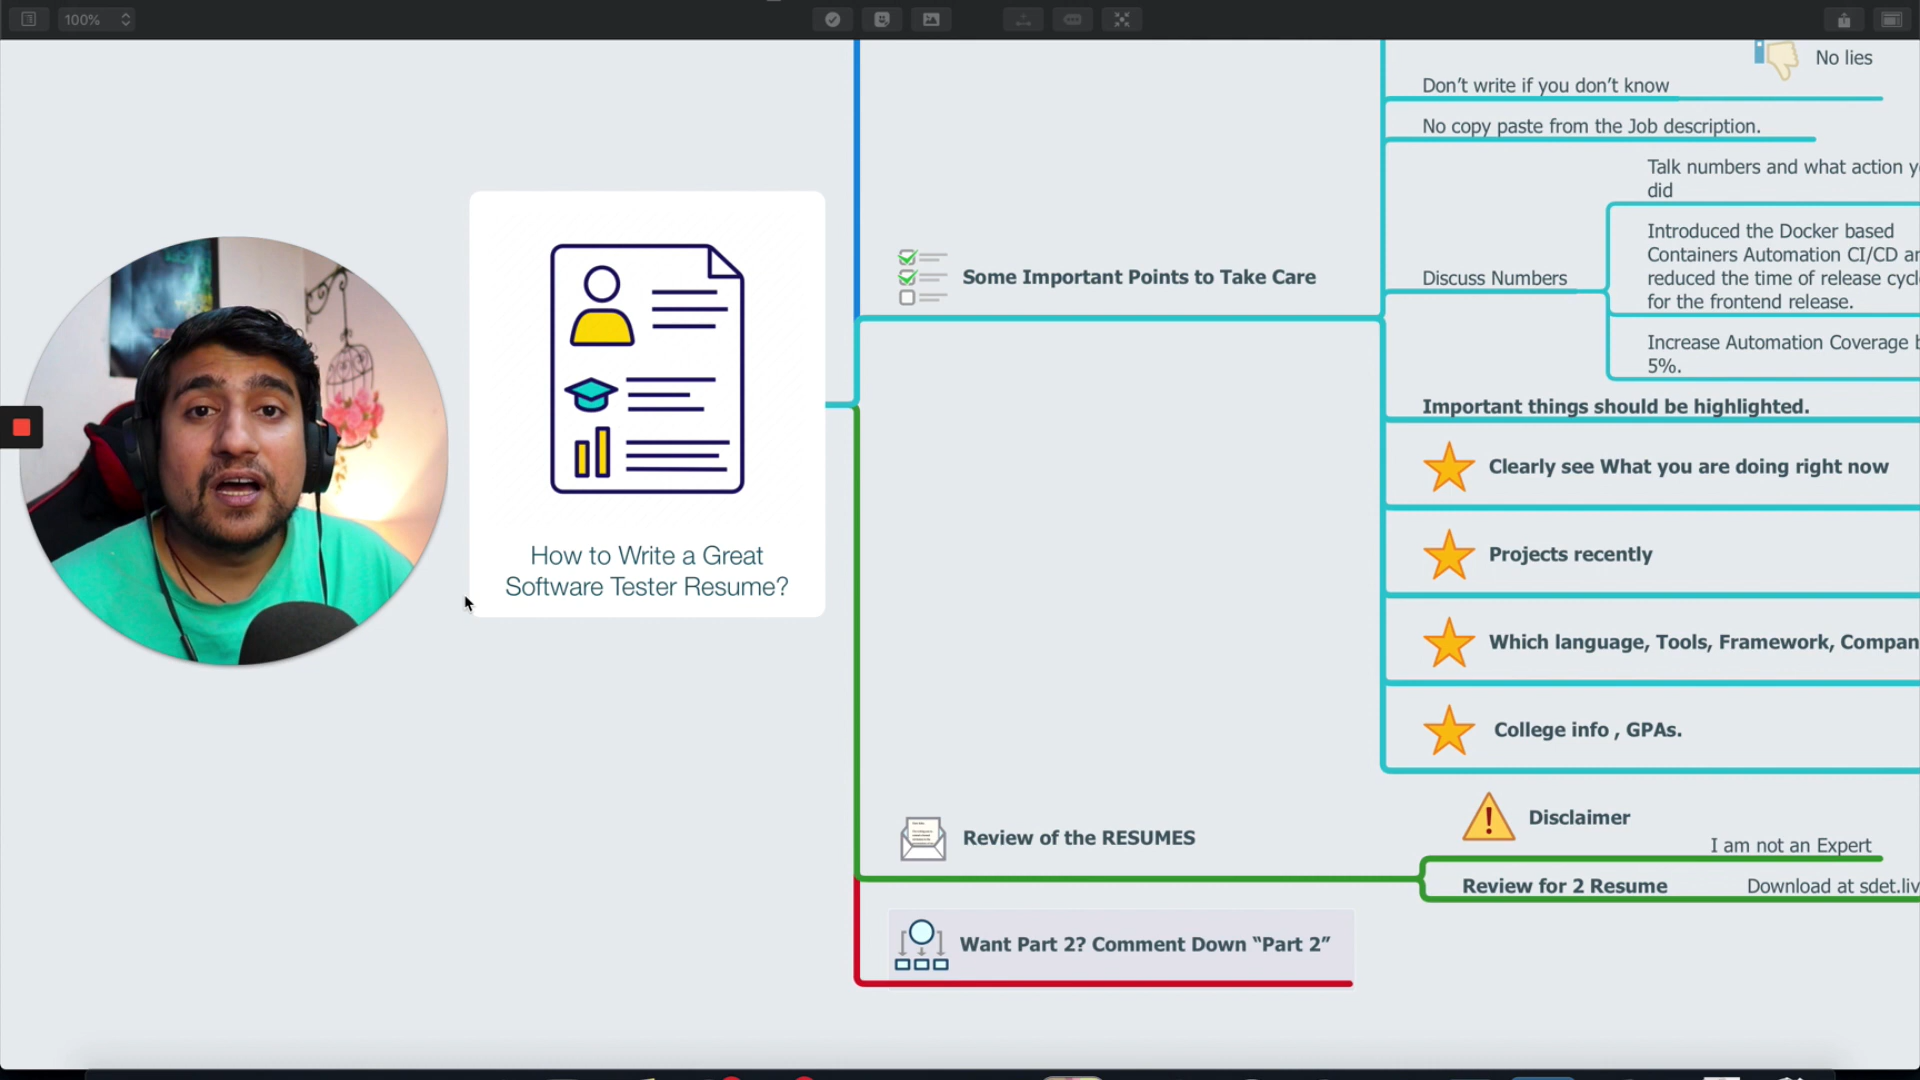 100%
No lies
Don't write if you don't know
No copy paste from the Job description.
Talk numbers and what action
did
Introduced the Docker based
Containers Automation CI/CD
reduced the time of release
for the frontend release.
Discuss Numbers
Increase Automation Coverage
5%.
Some Important Points to Take Care
Important things should be highlighted.
Clearly see What you are doing right now
Projects recently
Which language, Tools, Framework,
College info , GPAs.
How to Write a Great
Software Tester Resume?
Disclaimer
I am not an Expert
Review of the RESUMES
Review for 2 Resume
Download at
Want Part 2? Comment Down “Part 2”